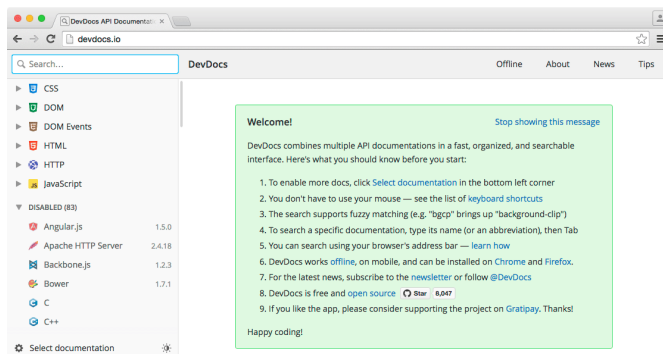 DevDocs API Documentatio
devdocs.io
Search...
DevDocs
Offline
About
News
Tips
CSS
DOM
DOM Events
HTML
HTTP
JavaScript
DISABLED (83)
Angular.js 1.5.0
Apache HTTP Server 2.4.18
Backbone.js 1.2.3
Bower 1.7.1
C
C++
Select documentation
Welcome!
Stop showing this message
DevDocs combines multiple API documentations in a fast, organized, and searchable
interface. Here's what you should know before you start:
1. To enable more docs, click Select documentation in the bottom left corner
2. You don't have to use your mouse — see the list of keyboard shortcuts
3. The search supports fuzzy matching (e.g. "bgcp" brings up "background-clip")
4. To search a specific documentation, type its name (or an abbreviation), then Tab
5. You can search using your browser's address bar — learn how
6. DevDocs works offline, on mobile, and can be installed on Chrome and Firefox.
7. For the latest news, subscribe to the newsletter or follow @DevDocs
8. DevDocs is free and open source Star 6,047
9. If you like the app, please consider supporting the project on Gratipay. Thanks!
Happy coding!